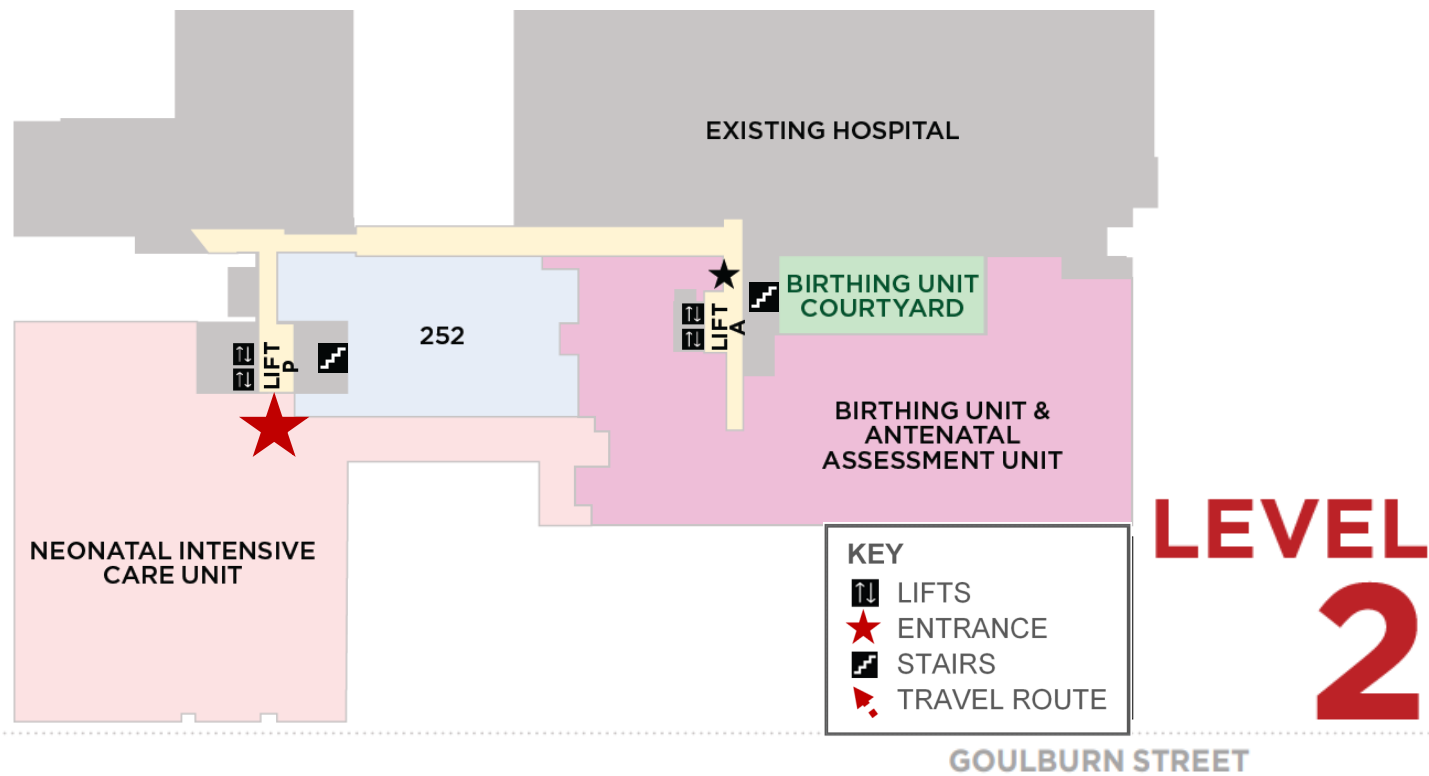 EXISTING HOSPITAL
BIRTHING UNIT
COURTYARD
LIFT
A
252
LIFT
P
BIRTHING UNIT &
ANTENATAL
ASSESSMENT UNIT
NEONATAL INTENSIVE
CARE UNIT
LEVEL
2
KEY
LIFTS
ENTRANCE
STAIRS
TRAVEL ROUTE
GOULBURN STREET